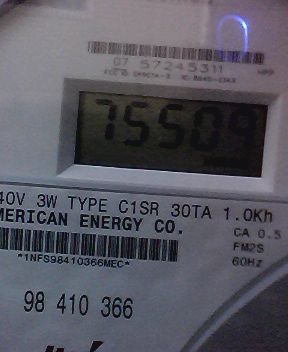 07 57245311 HPP
75509
40V 3W TYPE C1SR 30TA 1.0Kh
MERICAN ENERGY CO.
CA 0.5
FM2S
*1NFS98410366MEC*
60Hz
98 410 366